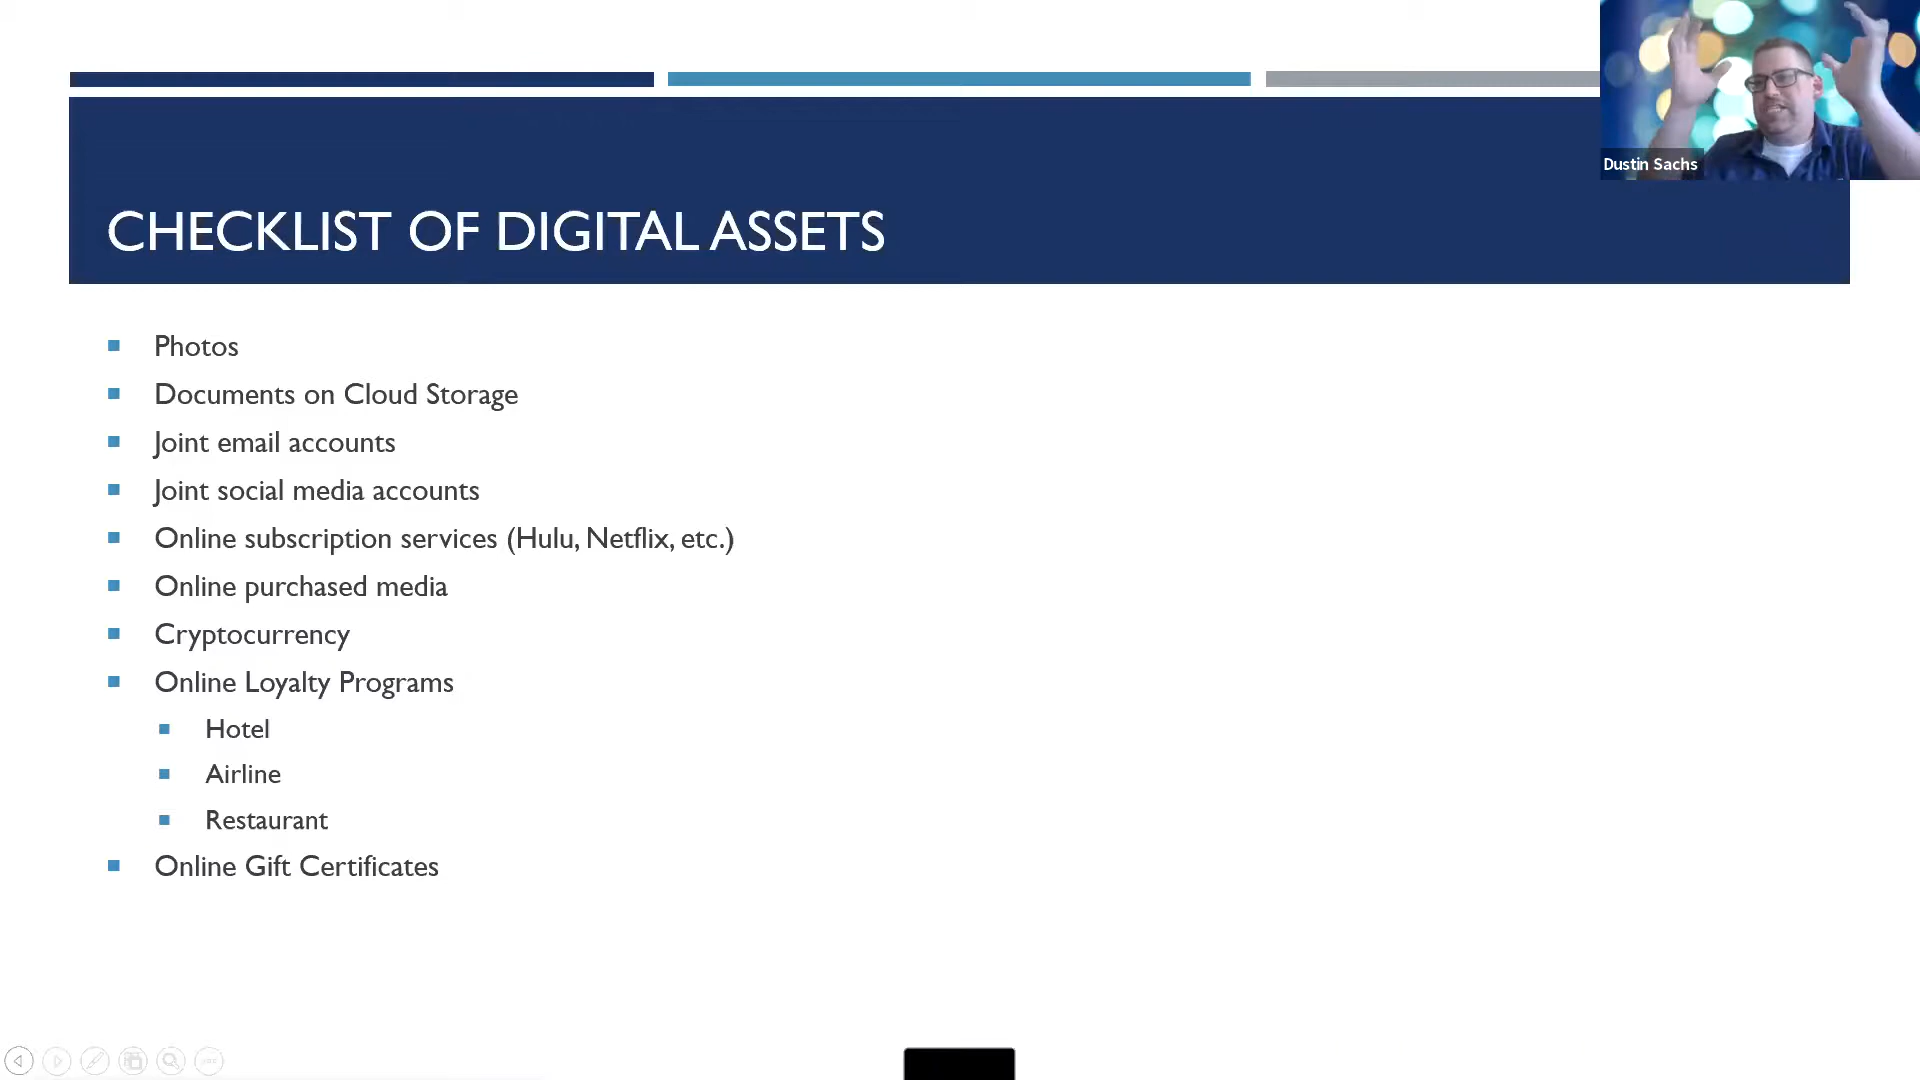 Dustin Sachs
CHECKLIST OF DIGITAL ASSETS
Photos
Documents on Cloud Storage
Joint email accounts
Joint social media accounts
Online subscription services (Hulu, Netflix, etc.)
Online purchased media
Cryptocurrency
Online Loyalty Programs
Hotel
Airline
Restaurant
Online Gift Certificates